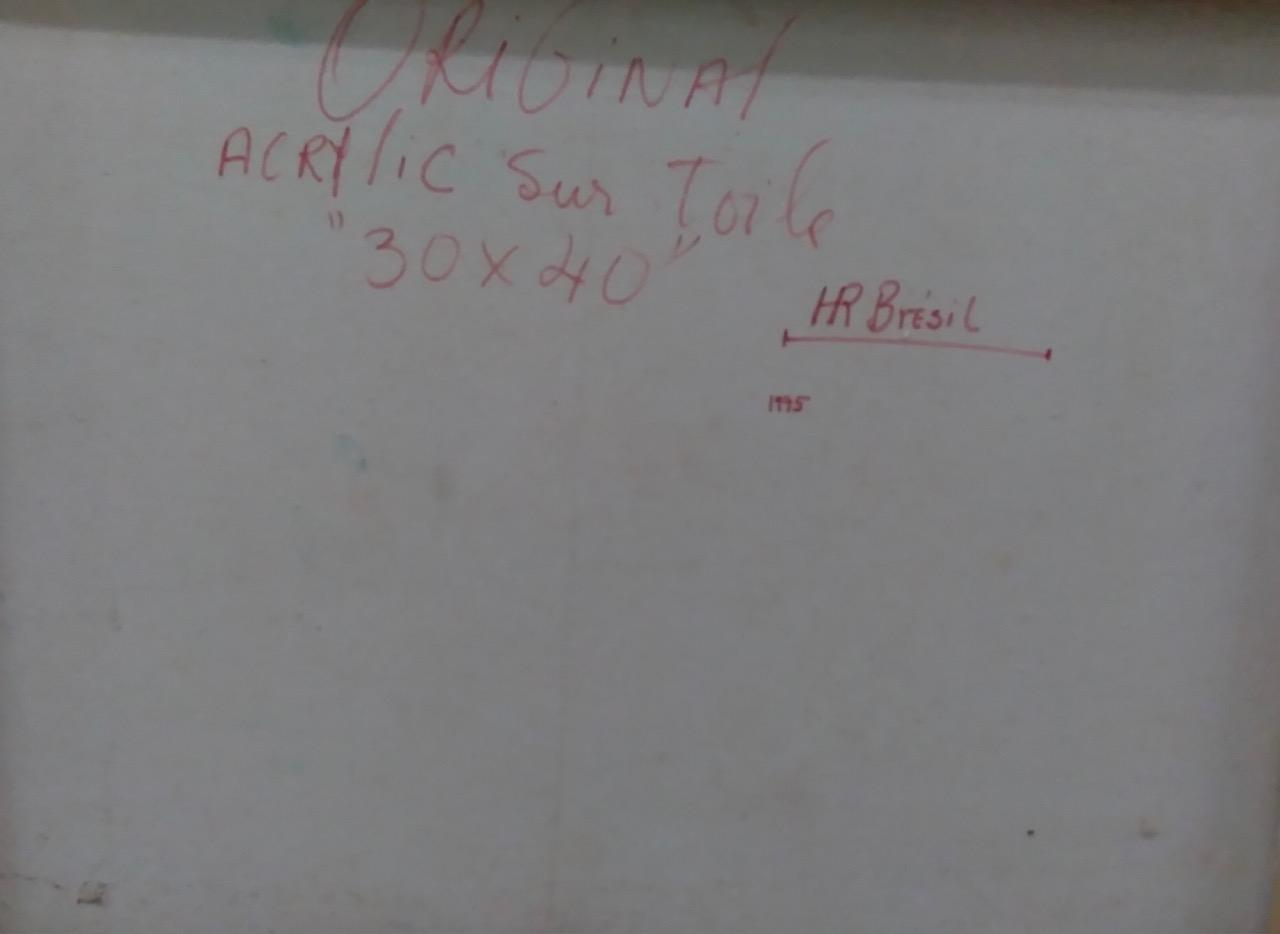 ORIGINAl
ACRYliC Sur Toile
"30x40"
HR Brésil
1995